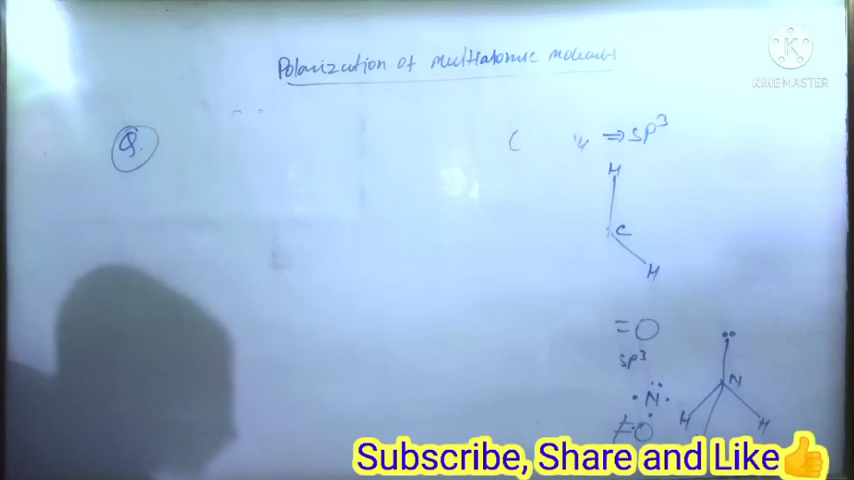 Polarization of multiatomic molecules
KINEMASTER
Q.
( ⇒ SP³
H
C
H
= O
SP³
N
N
H H
≠ O
Subscribe, Share and Like👍